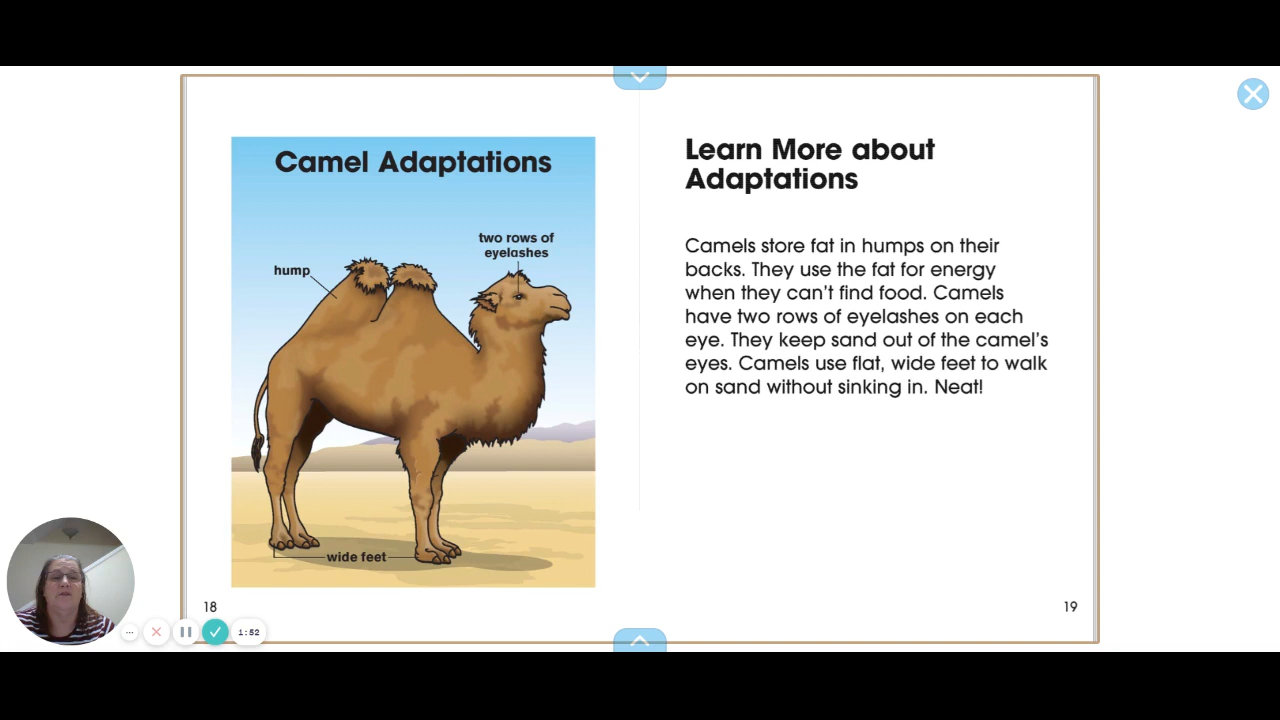 Camel Adaptations
two rows of
eyelashes
hump
wide feet
18
Learn More about
Adaptations
Camels store fat in humps on their
backs. They use the fat for energy
when they can't find food. Camels
have two rows of eyelashes on each
eye. They keep sand out of the camel's
eyes. Camels use flat, wide feet to walk
on sand without sinking in. Neat!
19
1:52